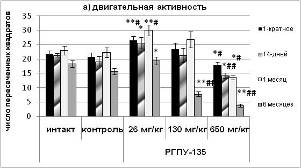 а) двигательная активность
число пересеченных квадратов
30
25
20
15
10
5
0
**# **##
*
*
**##
*#
*##
##
**##
1-кратное
14-дней
1 месяц
6 месяцев
интакт контроль 26 мг/кг 130 мг/кг 650 мг/кг
РГПУ-135